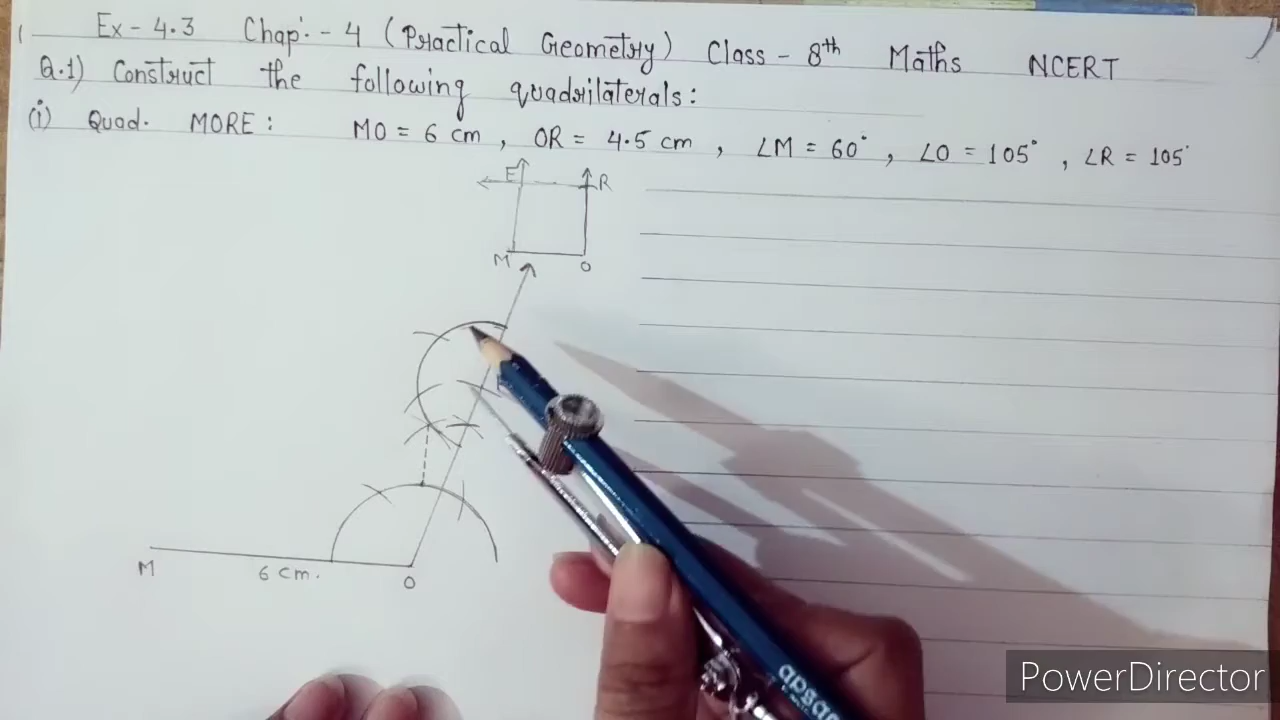 Ex - 4.3 Chap: - 4 (Practical Geometry) Class - 8th Maths NCERT
Q.1) Construct the following quadrilaterals:
(i) Quad. MORE: MO = 6 cm, OR = 4.5 cm, ∠M = 60°, ∠O = 105°, ∠R = 105°
E R
M O
M 6 cm. O
apsara
PowerDirector